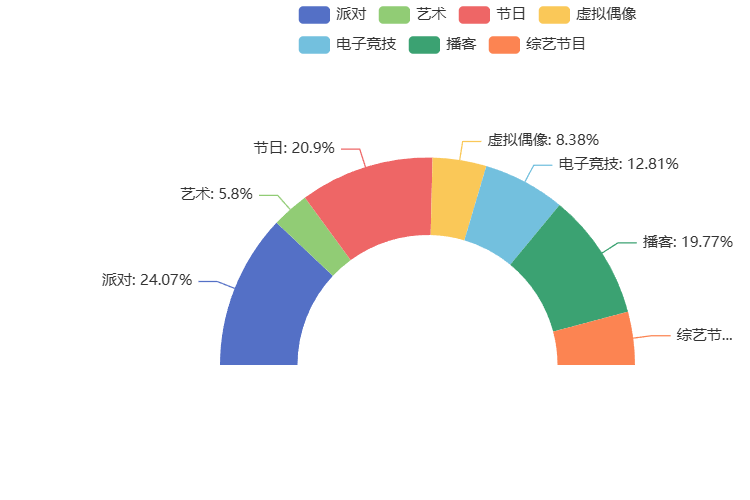 派对 艺术 节日 虚拟偶像
电子竞技 播客 综艺节目
虚拟偶像: 8.38%
节日: 20.9%
电子竞技: 12.81%
艺术: 5.8%
播客: 19.77%
派对: 24.07%
综艺节...